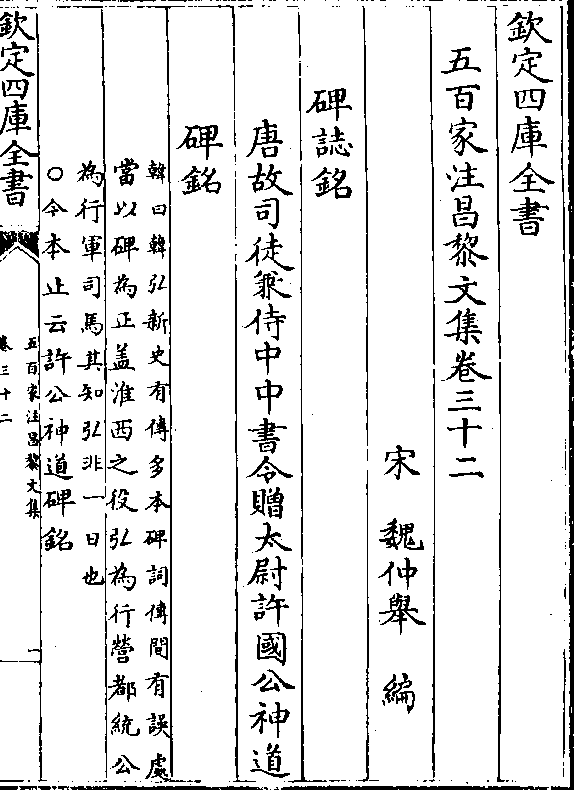 欽定四庫全書
五百家注昌黎文集卷三十二
宋 魏仲舉 編
碑誌銘
唐故司徒兼侍中中書令贈太尉許國公神道
碑銘
韓曰韓弘新史有傳多本碑詞傳間有誤處
當以碑為正蓋淮西之役弘為行營都統公
為行軍司馬其知弘非一日也
○今本止云許公神道碑銘
欽定四庫全書
五百家注昌黎文集
卷三十二
一